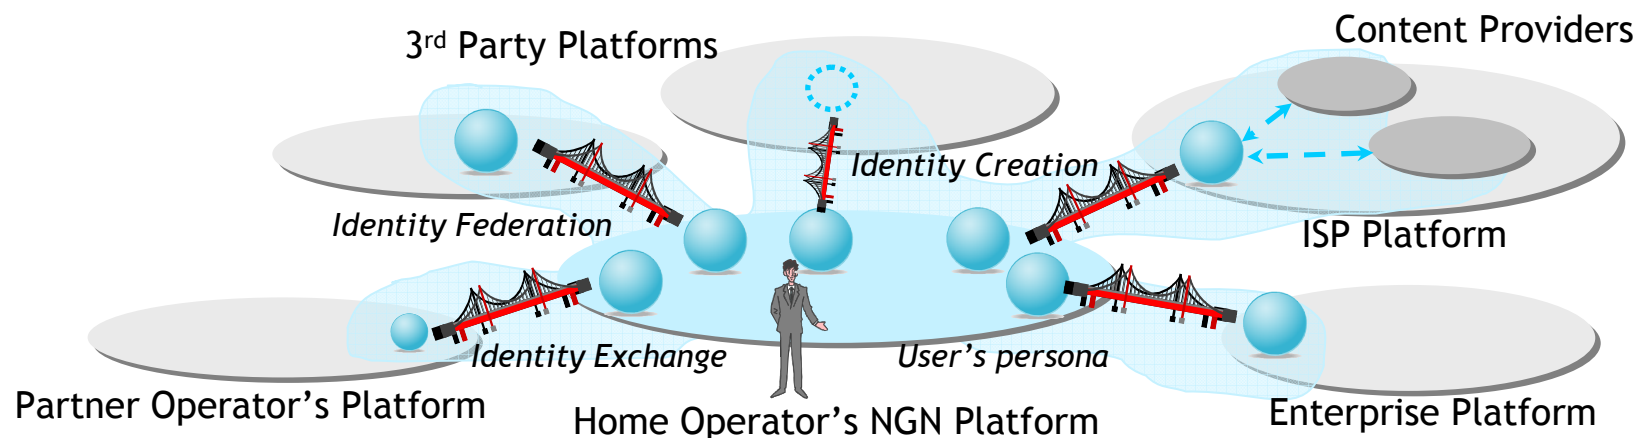 Content Providers
3rd Party Platforms
Identity Creation
Identity Federation
ISP Platform
Identity Exchange
User’s persona
Partner Operator’s Platform
Home Operator’s NGN Platform
Enterprise Platform